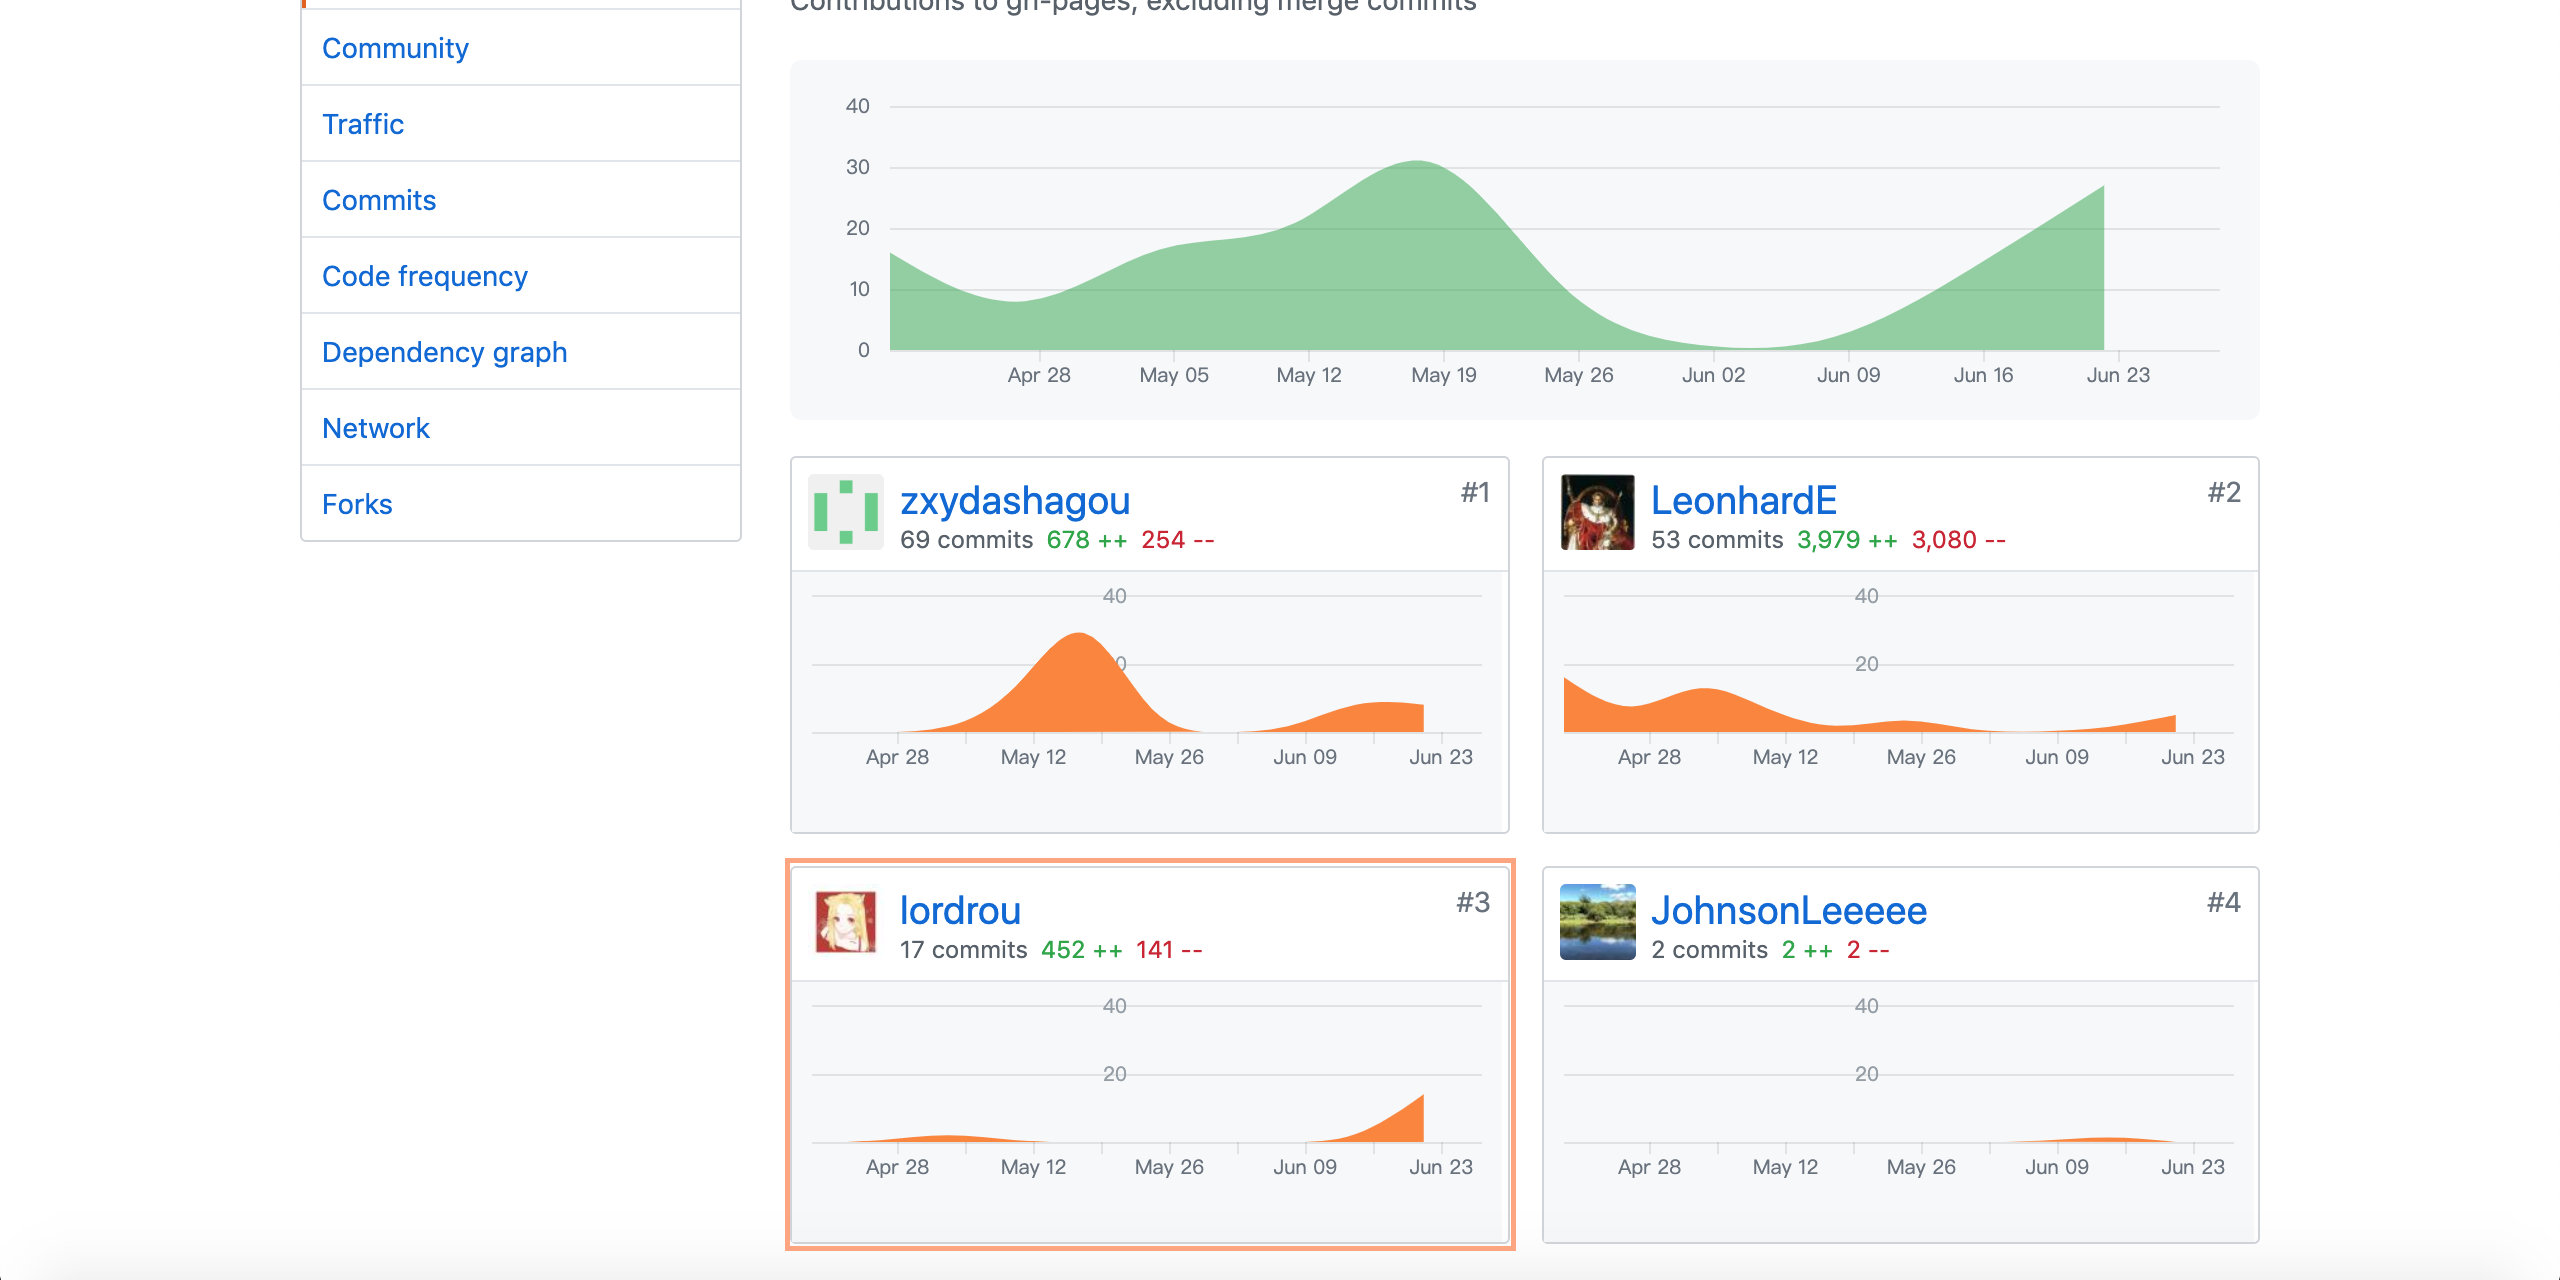 Contributions to gh-pages, excluding merge commits
Community
Traffic
Commits
Code frequency
Dependency graph
Network
Forks
40
30
20
10
0
Apr 28 May 05 May 12 May 19 May 26 Jun 02 Jun 09 Jun 16 Jun 23
zxydashagou #1
69 commits 678 ++ 254 --
40
0
Apr 28 May 12 May 26 Jun 09 Jun 23
LeonhardE #2
53 commits 3,979 ++ 3,080 --
40
20
Apr 28 May 12 May 26 Jun 09 Jun 23
lordrou #3
17 commits 452 ++ 141 --
40
20
Apr 28 May 12 May 26 Jun 09 Jun 23
JohnsonLeeeee #4
2 commits 2 ++ 2 --
40
20
Apr 28 May 12 May 26 Jun 09 Jun 23